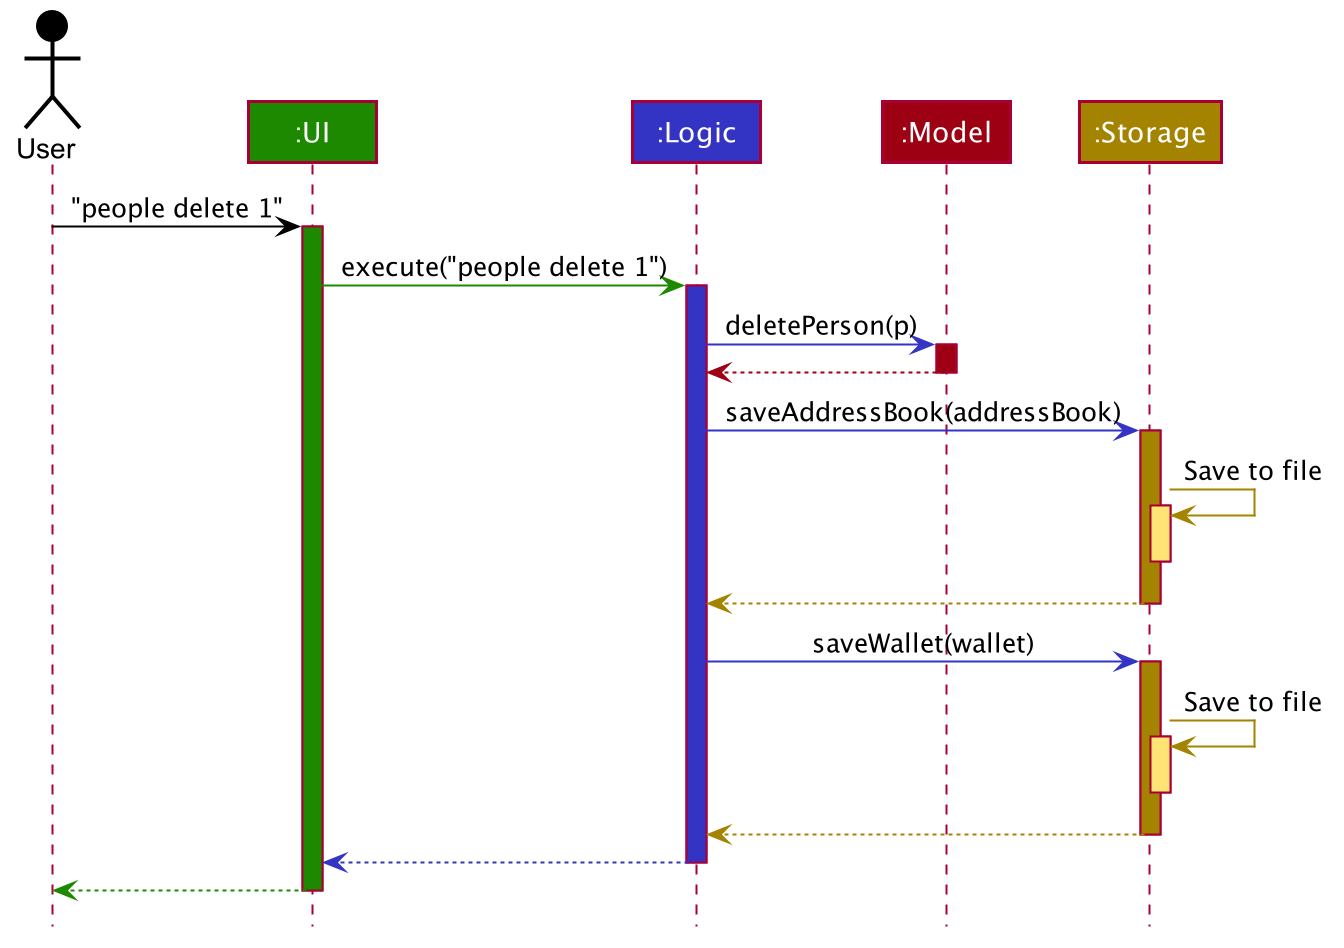 User
:UI
:Logic
:Model
:Storage
"people delete 1"
execute("people delete 1")
deletePerson(p)
saveAddressBook(addressBook)
Save to file
saveWallet(wallet)
Save to file